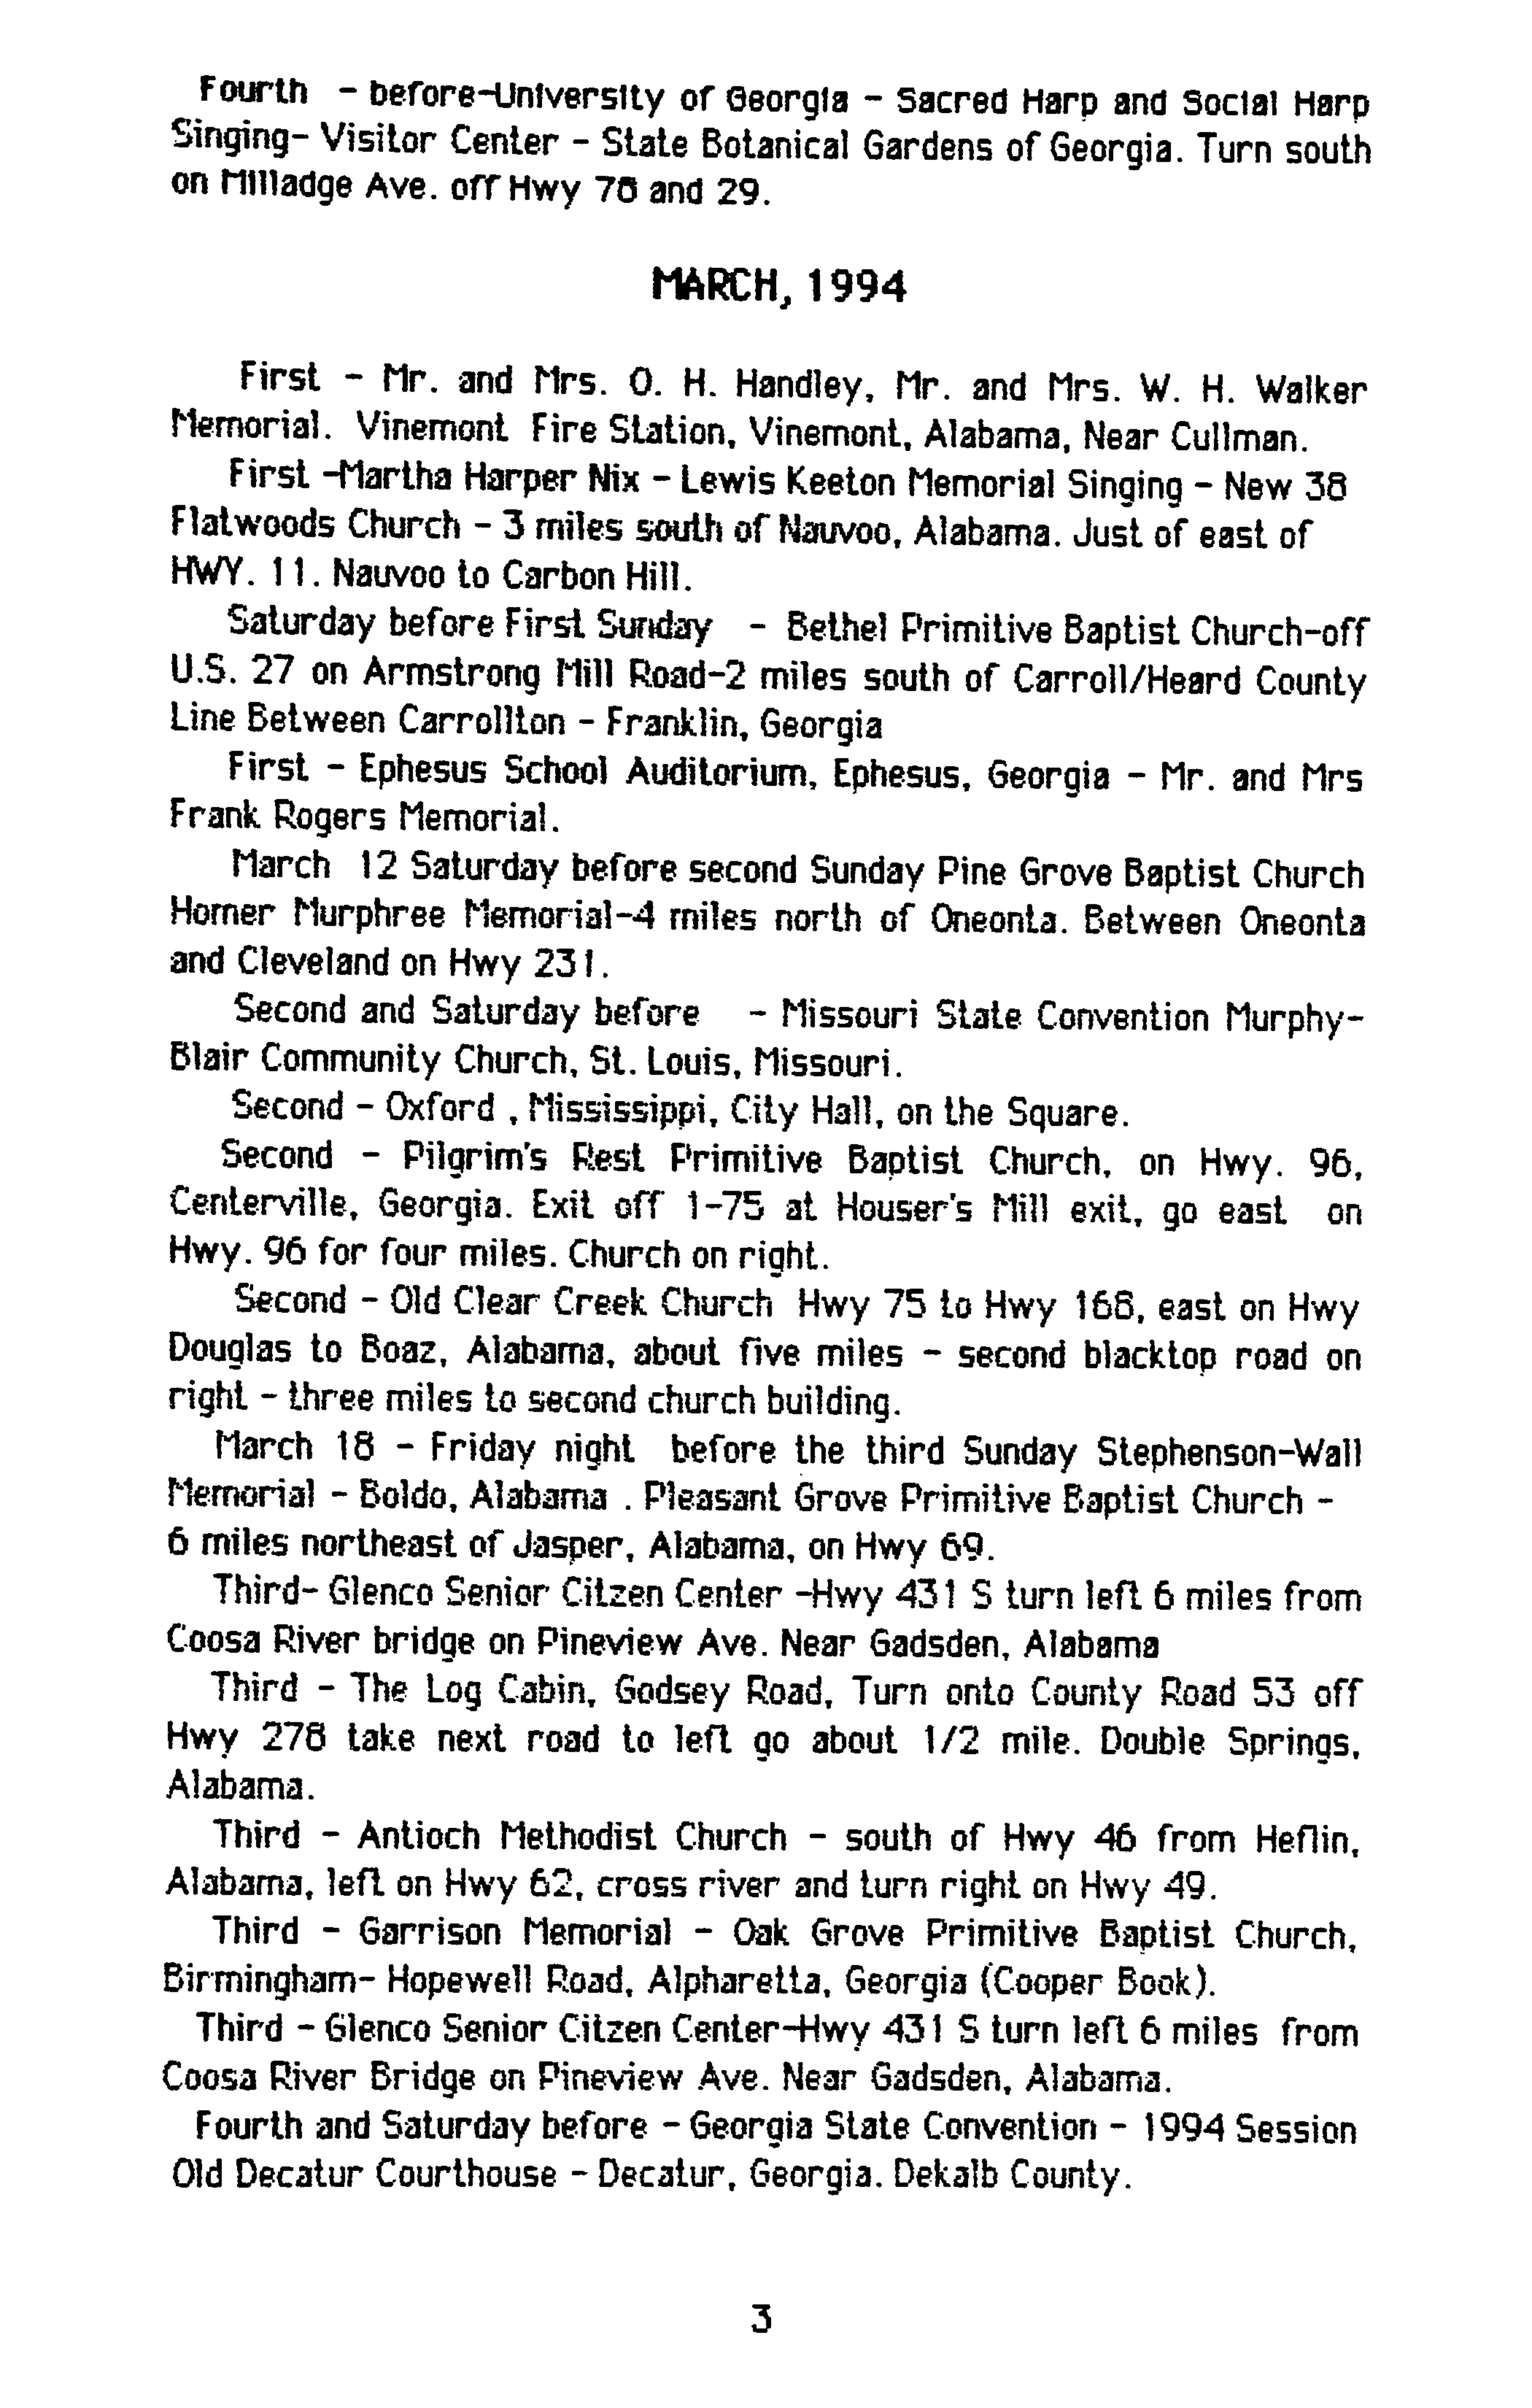 Fourth - before-University of Georgia - Sacred Harp and Social Harp
Singing- Visitor Center - State Botanical Gardens of Georgia. Turn south
on Milladge Ave. off Hwy 78 and 29.
MARCH, 1994
First - Mr. and Mrs. O. H. Handley, Mr. and Mrs. W. H. Walker
Memorial. Vinemont Fire Station, Vinemont, Alabama, Near Cullman.
First -Martha Harper Nix - Lewis Keeton Memorial Singing - New 38
Flatwoods Church - 3 miles south of Nauvoo, Alabama. Just of east of
HWY. 11. Nauvoo to Carbon Hill.
Saturday before First Sunday - Bethel Primitive Baptist Church-off
U.S. 27 on Armstrong Mill Road-2 miles south of Carroll/Heard County
Line Between Carrollton - Franklin, Georgia
First - Ephesus School Auditorium, Ephesus, Georgia - Mr. and Mrs
Frank Rogers Memorial.
March 12 Saturday before second Sunday Pine Grove Baptist Church
Homer Murphree Memorial-4 miles north of Oneonta. Between Oneonta
and Cleveland on Hwy 231.
Second and Saturday before - Missouri State Convention Murphy-
Blair Community Church, St. Louis, Missouri.
Second - Oxford , Mississippi, City Hall, on the Square.
Second - Pilgrim's Rest Primitive Baptist Church, on Hwy. 96,
Centerville, Georgia. Exit off 1-75 at Houser's Mill exit, go east on
Hwy. 96 for four miles. Church on right.
Second - Old Clear Creek Church Hwy 75 to Hwy 168, east on Hwy
Douglas to Boaz, Alabama, about five miles - second blacktop road on
right - three miles to second church building.
March 18 - Friday night before the third Sunday Stephenson-Wall
Memorial - Boldo, Alabama . Pleasant Grove Primitive Baptist Church -
6 miles northeast of Jasper, Alabama, on Hwy 69.
Third- Glenco Senior Citzen Center -Hwy 431 S turn left 6 miles from
Coosa River bridge on Pineview Ave. Near Gadsden, Alabama
Third - The Log Cabin, Godsey Road, Turn onto County Road 53 off
Hwy 278 take next road to left go about 1/2 mile. Double Springs,
Alabama.
Third - Antioch Methodist Church - south of Hwy 46 from Heflin,
Alabama, left on Hwy 62, cross river and turn right on Hwy 49.
Third - Garrison Memorial - Oak Grove Primitive Baptist Church,
Birmingham- Hopewell Road, Alpharetta, Georgia (Cooper Book).
Third - Glenco Senior Citzen Center-Hwy 431 S turn left 6 miles from
Coosa River Bridge on Pineview Ave. Near Gadsden, Alabama.
Fourth and Saturday before - Georgia State Convention - 1994 Session
Old Decatur Courthouse - Decatur, Georgia. Dekalb County.
3